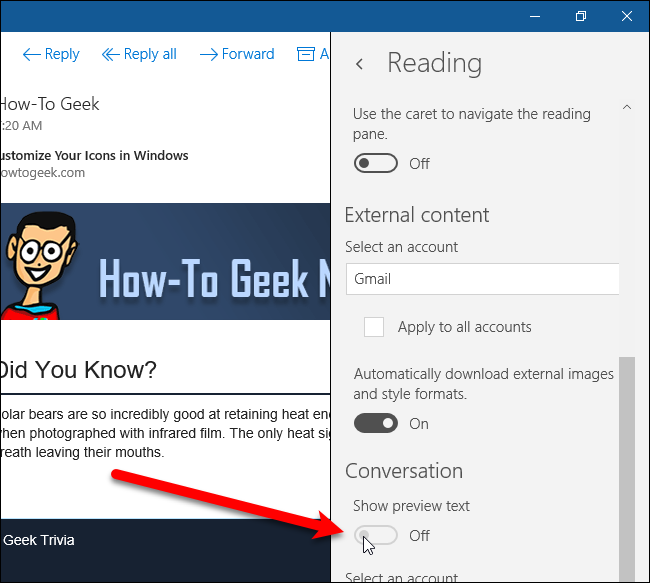 Reply
Reply all
Forward
A
How-To Geek
:20 AM
ustomize Your Icons in Windows
owtogeek.com
How-To Geek N
Did You Know?
olar bears are so incredibly good at retaining heat en
when photographed with infrared film. The only heat si
reath leaving their mouths.
Geek Trivia
Reading
Use the caret to navigate the reading
pane.
Off
External content
Select an account
Gmail
Apply to all accounts
Automatically download external images
and style formats.
On
Conversation
Show preview text
Off
Select an account